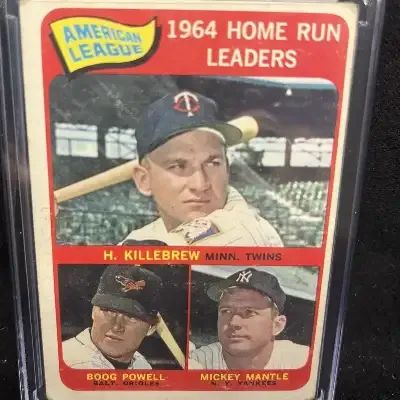 AMERICAN
LEAGUE
1964 HOME RUN
LEADERS
H. KILLEBREW MINN. TWINS
BOOG POWELL
BALT. ORIOLES
MICKEY MANTLE
N. Y. YANKEES